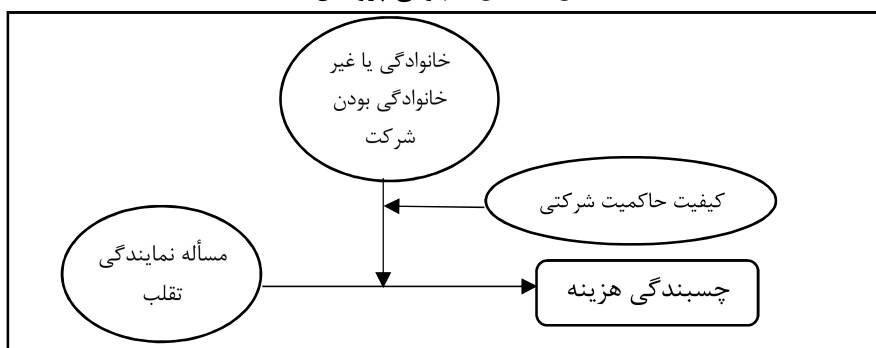 خانوادگی یا غیر
خانوادگی بودن
شرکت
کیفیت حاکمیت شرکتی
مسأله نمایندگی
تقلب
چسبندگی هزینه